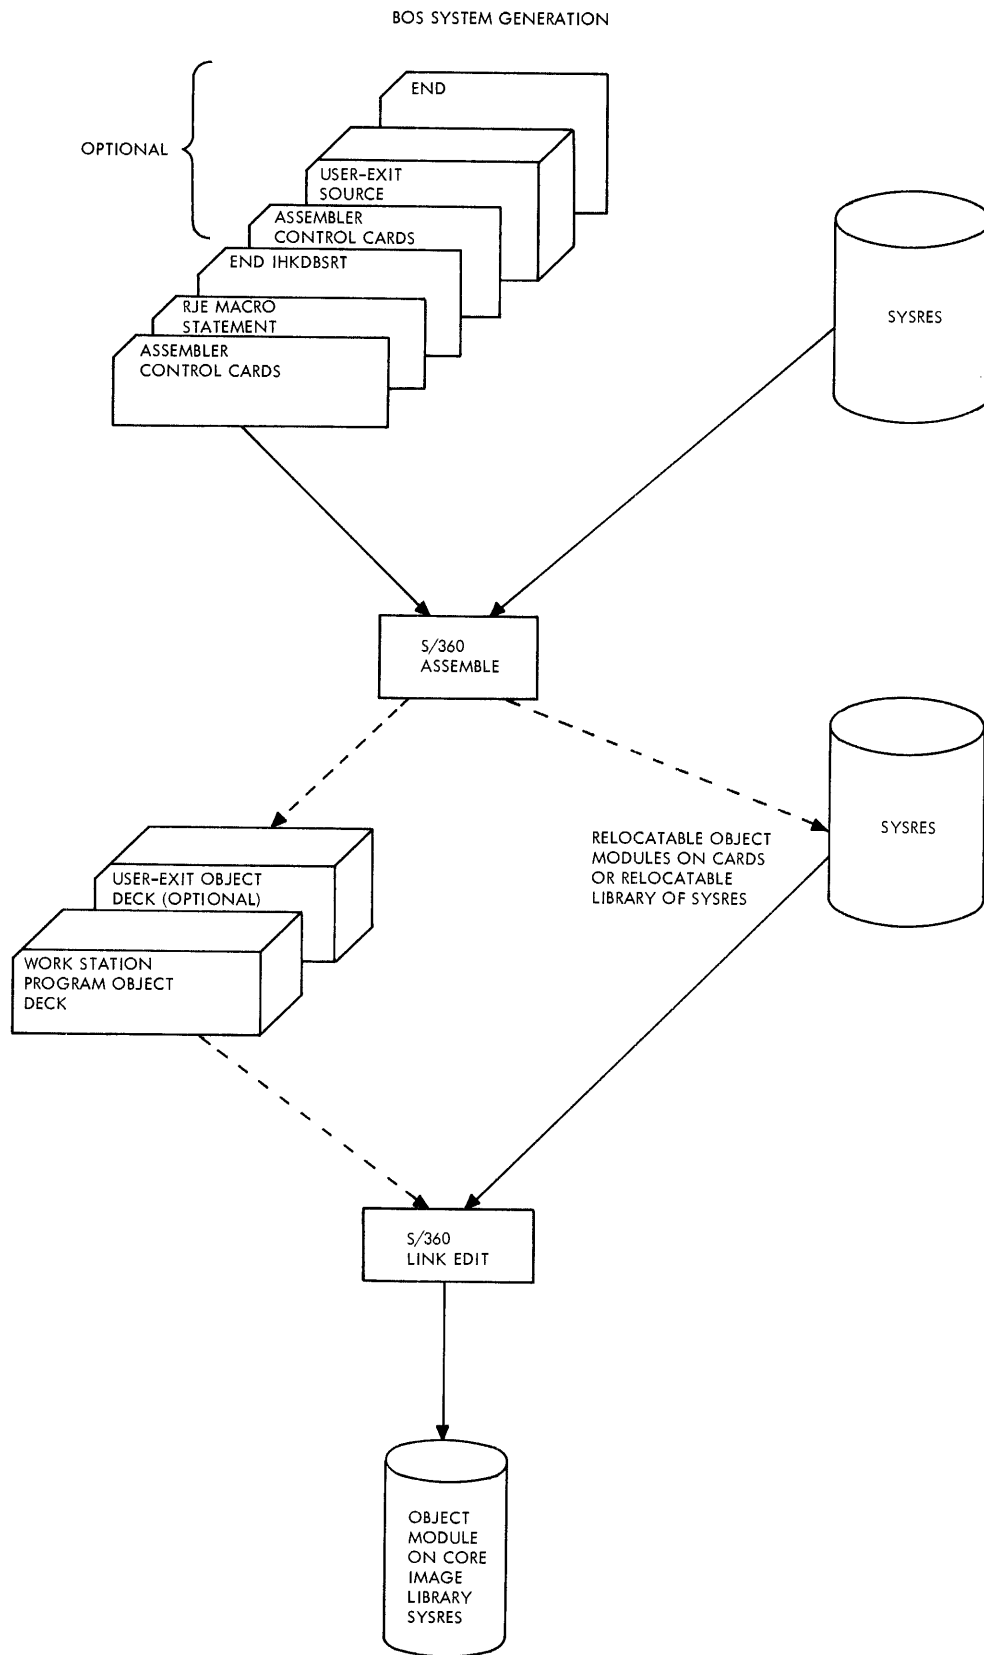 BOS SYSTEM GENERATION
END
OPTIONAL
USER-EXIT
SOURCE
ASSEMBLER
CONTROL CARDS
END IHKDBSRT
RJE MACRO
STATEMENT
ASSEMBLER
CONTROL CARDS
SYSRES
S/360
ASSEMBLE
SYSRES
RELOCATABLE OBJECT
MODULES ON CARDS
OR RELOCATABLE
LIBRARY OF SYSRES
USER-EXIT OBJECT
DECK (OPTIONAL)
WORK STATION
PROGRAM OBJECT
DECK
S/360
LINK EDIT
OBJECT
MODULE
ON CORE
IMAGE
LIBRARY
SYSRES